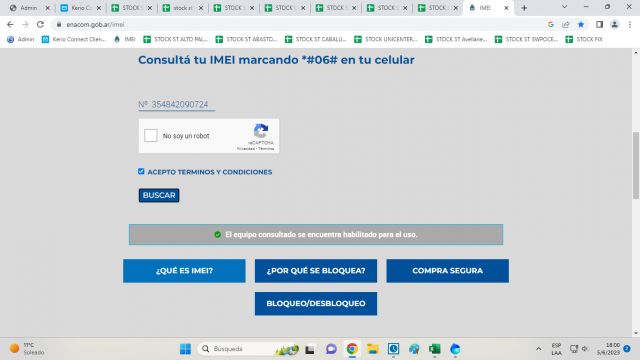 Admin
Kerio Conn
STOCK S
stock st
STOCK S
STOCK S
STOCK S
STOCK S
STOCK S
STOCK S
IMEI
enacom.gob.ar/imei
Admin
Kerio Connect Clien...
STOCK ST ALTO PAL...
STOCK ST ABASTO...
STOCK ST CABALLI...
STOCK UNICENTER...
STOCK ST Avellane...
STOCK ST SWPOCE...
STOCK FIX
Consultá tu IMEI marcando *#06# en tu celular
Nº 354842090724
No soy un robot
reCAPTCHA
Privacidad - Términos
ACEPTO TERMINOS Y CONDICIONES
BUSCAR
El equipo consultado se encuentra habilitado para el uso.
¿QUÉ ES IMEI?
¿POR QUÉ SE BLOQUEA?
COMPRA SEGURA
BLOQUEO/DESBLOQUEO
11°C
Soleado
Búsqueda
ESP
LAA
18:00
5/6/2023